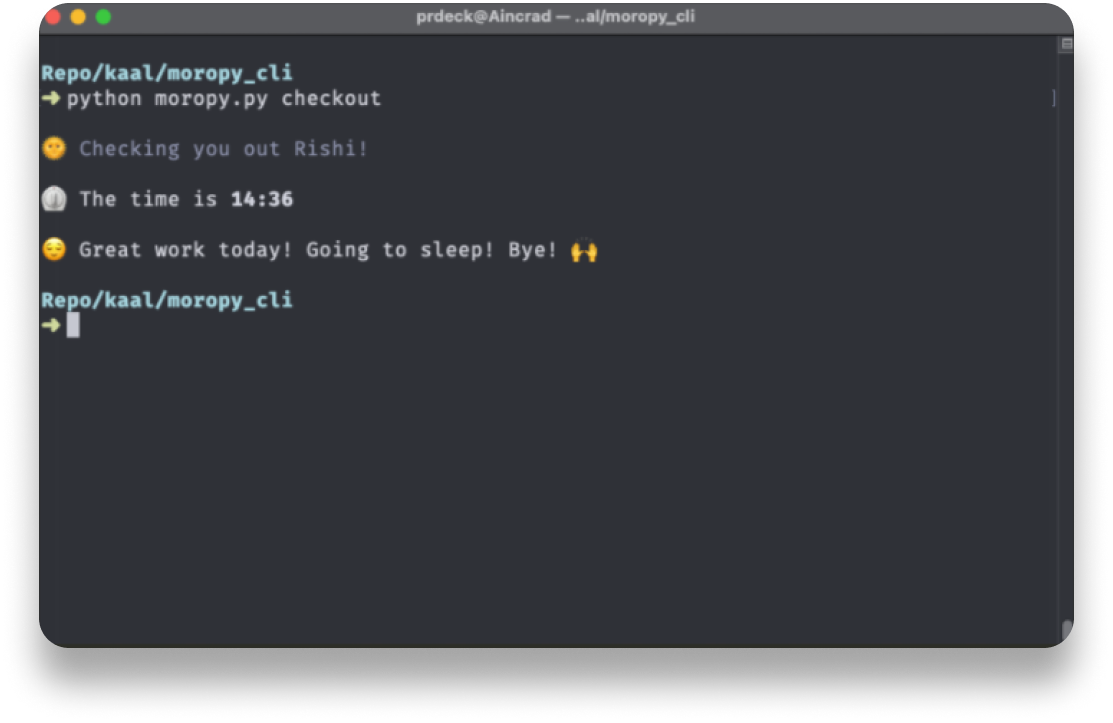 prdeck@Aincrad — ..al/moropy_cli
Repo/kaal/moropy_cli
➜ python moropy.py checkout
🌞 Checking you out Rishi!
The time is 14:36
😌 Great work today! Going to sleep! Bye! 🙌
Repo/kaal/moropy_cli
➜